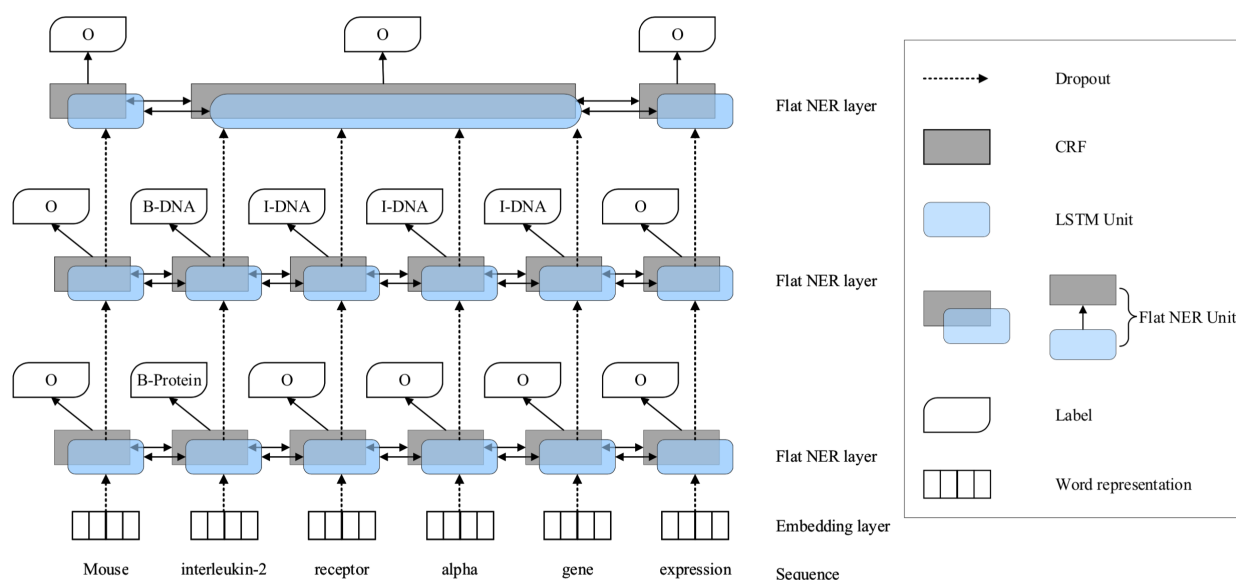 O O O
Flat NER layer
O B-DNA I-DNA I-DNA I-DNA O
Flat NER layer
O B-Protein O O O O
Flat NER layer
Embedding layer
Mouse interleukin-2 receptor alpha gene expression
Sequence
Dropout
CRF
LSTM Unit
Flat NER Unit
Label
Word representation